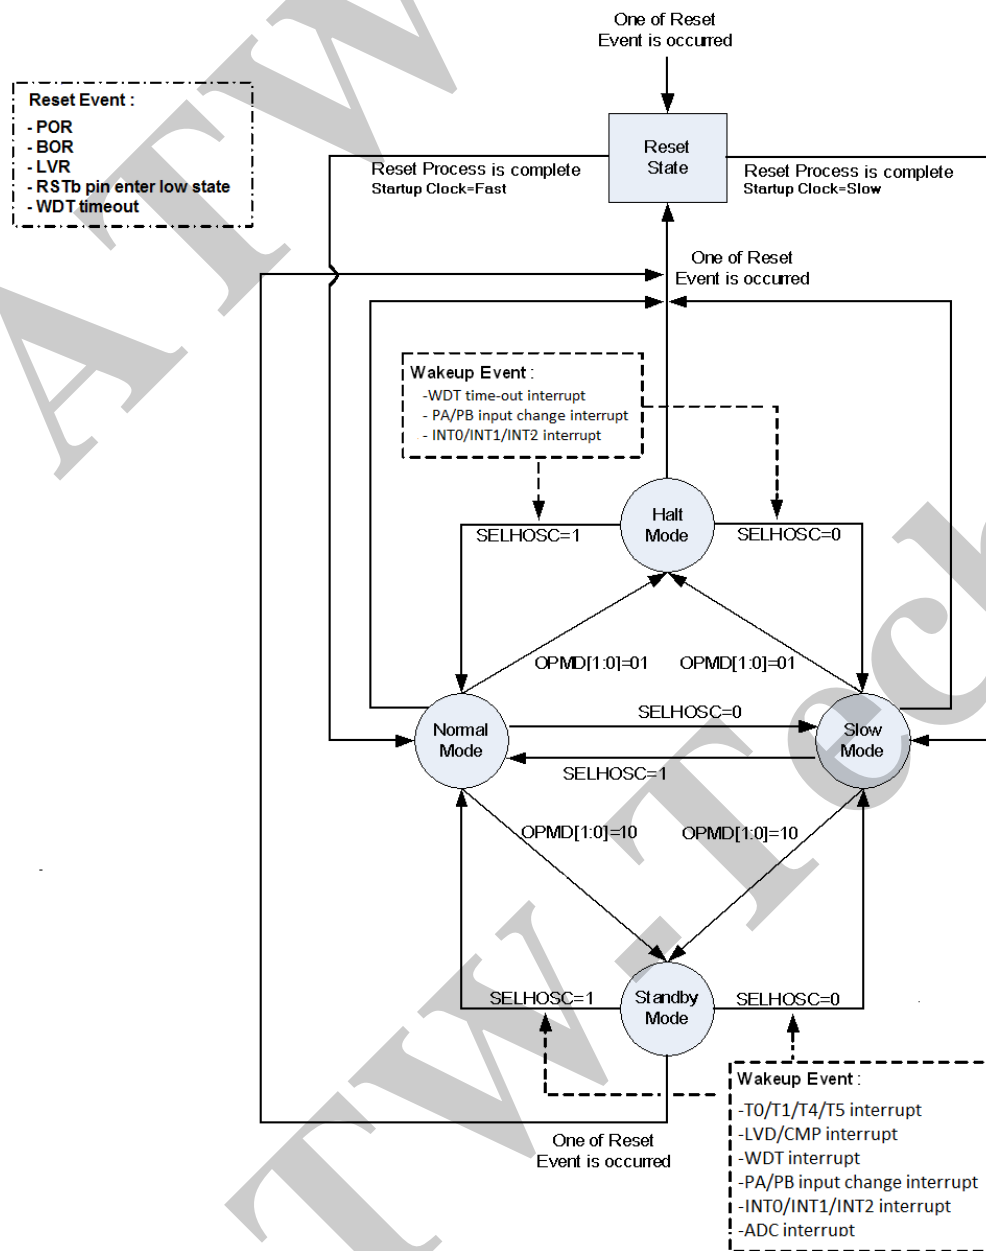 One of Reset
Event is occurred
Reset Event :
- POR
- BOR
- LVR
- RSTb pin enter low state
- WDT timeout
Reset
State
Reset Process is complete
Startup Clock=Fast
Reset Process is complete
Startup Clock=Slow
One of Reset
Event is occurred
Wakeup Event :
-WDT time-out interrupt
- PA/PB input change interrupt
- INT0/INT1/INT2 interrupt
Halt
Mode
SELHOSC=1
SELHOSC=0
OPMD[1:0]=01
OPMD[1:0]=01
SELHOSC=0
Normal
Mode
Slow
Mode
SELHOSC=1
OPMD[1:0]=10
OPMD[1:0]=10
SELHOSC=1
Standby
Mode
SELHOSC=0
Wakeup Event :
-T0/T1/T4/T5 interrupt
-LVD/CMP interrupt
-WDT interrupt
-PA/PB input change interrupt
-INT0/INT1/INT2 interrupt
-ADC interrupt
One of Reset
Event is occurred
ATW
TW.Tech